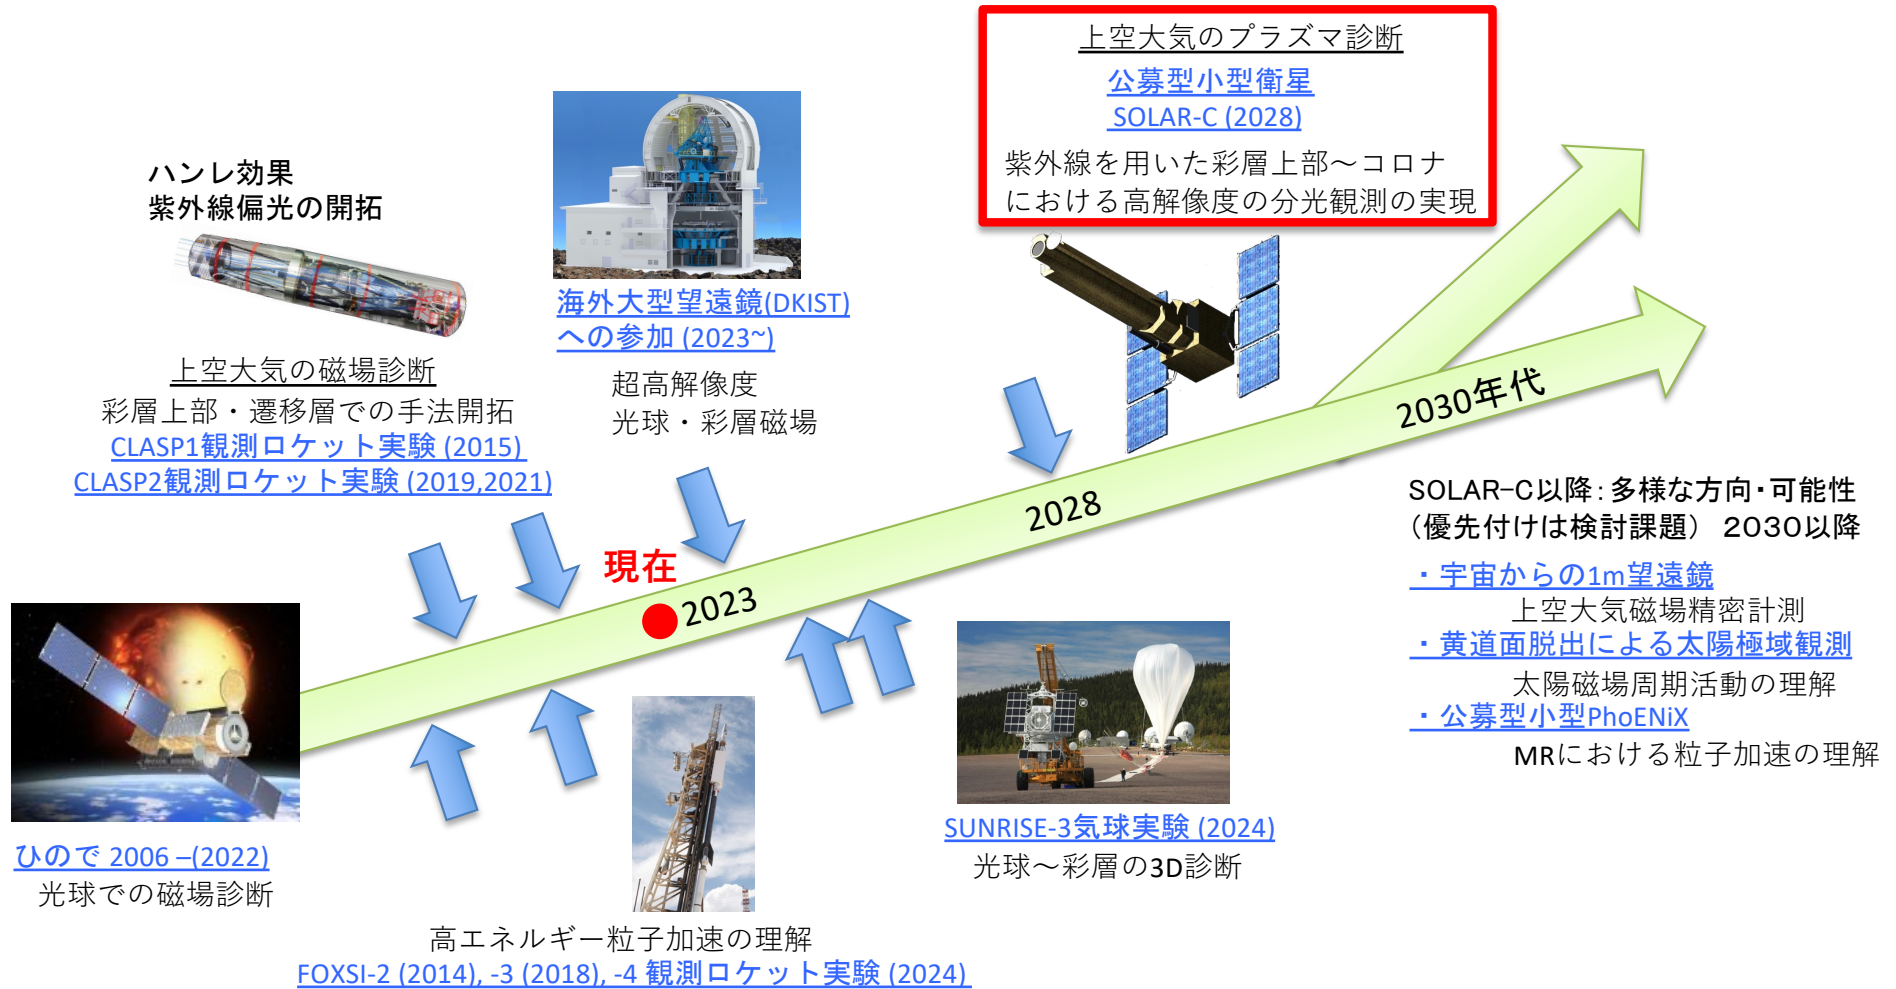 上空大気のプラズマ診断
公募型小型衛星
SOLAR-C (2028)
紫外線を用いた彩層上部～コロナ
における高解像度の分光観測の実現
ハンレ効果
紫外線偏光の開拓
上空大気の磁場診断
彩層上部・遷移層での手法開拓
CLASP1観測ロケット実験 (2015)
CLASP2観測ロケット実験 (2019,2021)
海外大型望遠鏡(DKIST)
への参加 (2023~)
超高解像度
光球・彩層磁場
現在
2023
2028
2030年代
SOLAR-C以降：多様な方向・可能性
（優先付けは検討課題） 2030以降
・宇宙からの1m望遠鏡
上空大気磁場精密計測
・黄道面脱出による太陽極域観測
太陽磁場周期活動の理解
・公募型小型PhoENiX
MRにおける粒子加速の理解
ひので 2006 –(2022)
光球での磁場診断
SUNRISE-3気球実験 (2024)
光球～彩層の3D診断
高エネルギー粒子加速の理解
FOXSI-2 (2014), -3 (2018), -4 観測ロケット実験 (2024)